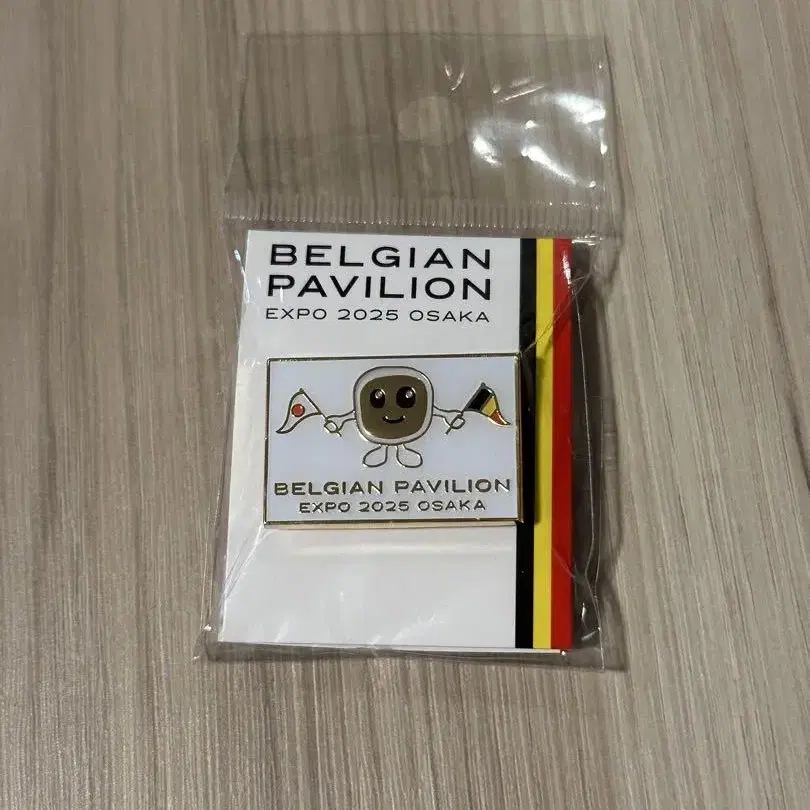 BELGIAN
PAVILION
EXPO 2025 OSAKA
BELGIAN PAVILION
EXPO 2025 OSAKA